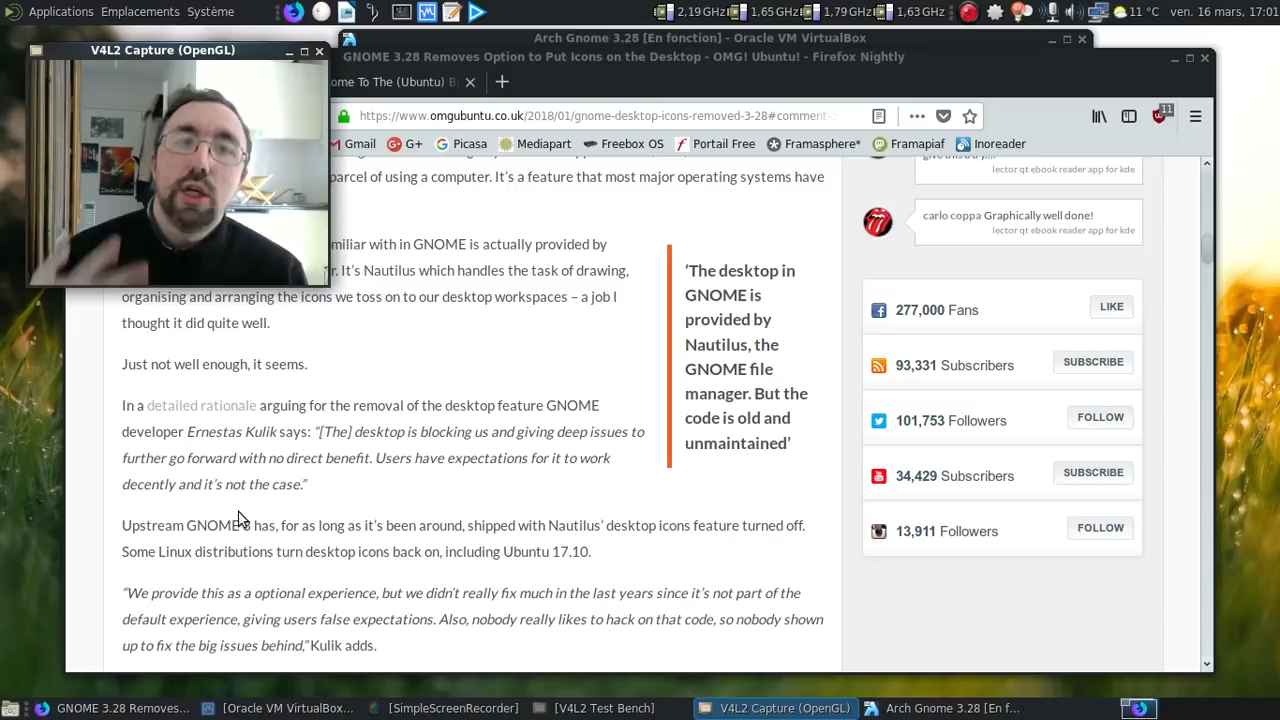 Applications Emplacements Système
2,19 GHz 1,65 GHz 1,79 GHz 1,63 GHz 11 °C ven. 16 mars, 17:01
V4L2 Capture (OpenGL)
Arch Gnome 3.28 [En fonction] - Oracle VM VirtualBox
GNOME 3.28 Removes Option to Put Icons on the Desktop - OMG! Ubuntu! - Firefox Nightly
ome To The (Ubuntu) B
https://www.omgubuntu.co.uk/2018/01/gnome-desktop-icons-removed-3-28#comment-
11
Gmail G+ Picasa Mediapart Freebox OS Portail Free Framasphere* Framapiaf Inoreader
parcel of using a computer. It’s a feature that most major operating systems have
miliar with in GNOME is actually provided by
r. It’s Nautilus which handles the task of drawing,
organising and arranging the icons we toss on to our desktop workspaces – a job I
thought it did quite well.
‘The desktop in
GNOME is
provided by
Nautilus, the
GNOME file
manager. But the
code is old and
unmaintained’
Just not well enough, it seems.
In a detailed rationale arguing for the removal of the desktop feature GNOME
developer Ernestas Kulik says: “[The] desktop is blocking us and giving deep issues to
further go forward with no direct benefit. Users have expectations for it to work
decently and it’s not the case.”
Upstream GNOME 3 has, for as long as it’s been around, shipped with Nautilus’ desktop icons feature turned off.
Some Linux distributions turn desktop icons back on, including Ubuntu 17.10.
“We provide this as a optional experience, but we didn’t really fix much in the last years since it’s not part of the
default experience, giving users false expectations. Also, nobody really likes to hack on that code, so nobody shown
up to fix the big issues behind,” Kulik adds.
give this a try....
lector qt ebook reader app for kde
carlo coppa Graphically well done!
lector qt ebook reader app for kde
277,000 Fans LIKE
93,331 Subscribers SUBSCRIBE
101,753 Followers FOLLOW
34,429 Subscribers SUBSCRIBE
13,911 Followers FOLLOW
GNOME 3.28 Removes... [Oracle VM VirtualBox... [SimpleScreenRecorder] [V4L2 Test Bench] V4L2 Capture (OpenGL) Arch Gnome 3.28 [En f...